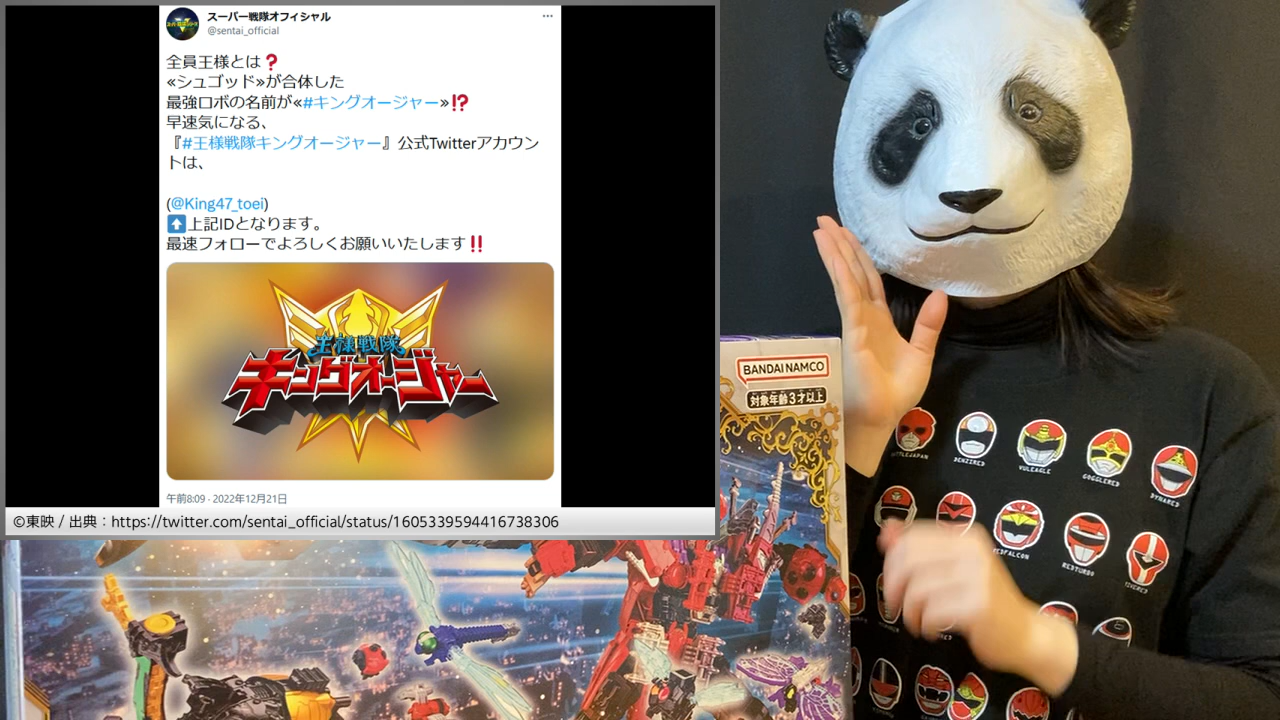 スーパー戦隊オフィシャル
@sentai_official
全員王様とは❓
≪シュゴッド≫が合体した
最強ロボの名前が≪#キングオージャー≫⁉️
早速気になる、
『#王様戦隊キングオージャー』公式Twitterアカウン
トは、
(@King47_toei)
⬆️上記IDとなります。
最速フォローでよろしくお願いいたします‼️
王様戦隊
キングオージャー
午前8:09 · 2022年12月21日
©東映 / 出典：https://twitter.com/sentai_official/status/1605339594416738306
BANDAI NAMCO
対象年齢3才以上
BATTLEJAPAN
DENZIRED
VULEAGLE
GOGGLERED
DYNARED
REDFALCON
REDTURBO
FIVERED